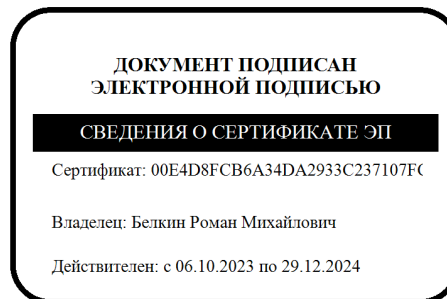 ДОКУМЕНТ ПОДПИСАН
ЭЛЕКТРОННОЙ ПОДПИСЬЮ
СВЕДЕНИЯ О СЕРТИФИКАТЕ ЭП
Сертификат: 00E4D8FCB6A34DA2933C237107F
Владелец: Белкин Роман Михайлович
Действителен: с 06.10.2023 по 29.12.2024